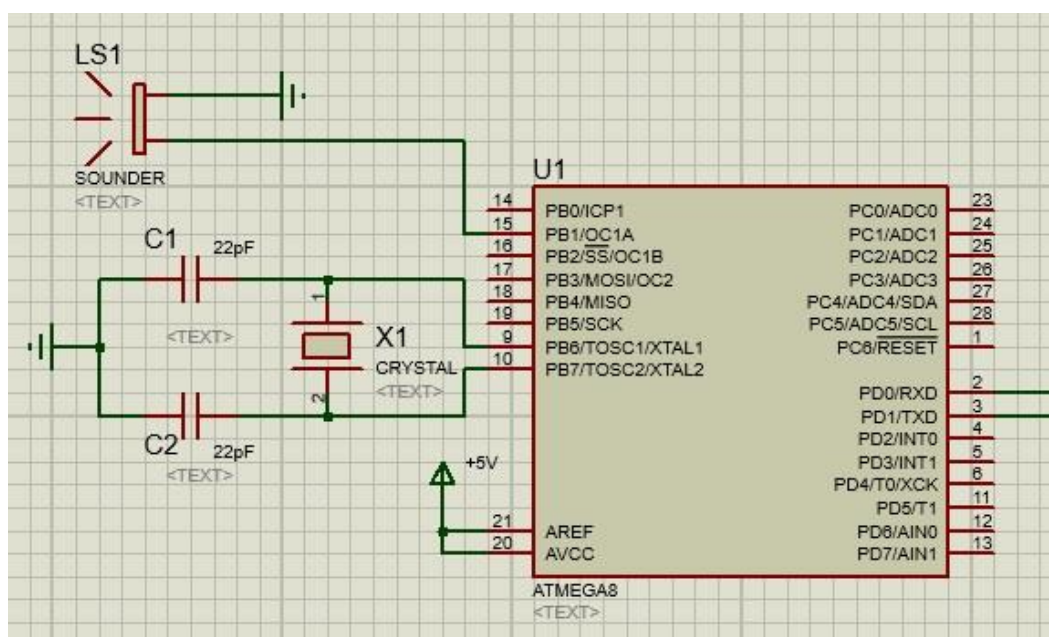 LS1
SOUNDER
<TEXT>
C1
22pF
<TEXT>
1
X1
CRYSTAL
<TEXT>
2
C2
22pF
<TEXT>
+5V
U1
14 PB0/ICP1 PC0/ADC0 23
15 PB1/OC1A PC1/ADC1 24
16 PB2/SS/OC1B PC2/ADC2 25
17 PB3/MOSI/OC2 PC3/ADC3 26
18 PB4/MISO PC4/ADC4/SDA 27
19 PB5/SCK PC5/ADC5/SCL 28
9 PB6/TOSC1/XTAL1 PC6/RESET 1
10 PB7/TOSC2/XTAL2
PD0/RXD 2
PD1/TXD 3
PD2/INT0 4
PD3/INT1 5
PD4/T0/XCK 6
PD5/T1 11
21 AREF PD6/AIN0 12
20 AVCC PD7/AIN1 13
ATMEGA8
<TEXT>